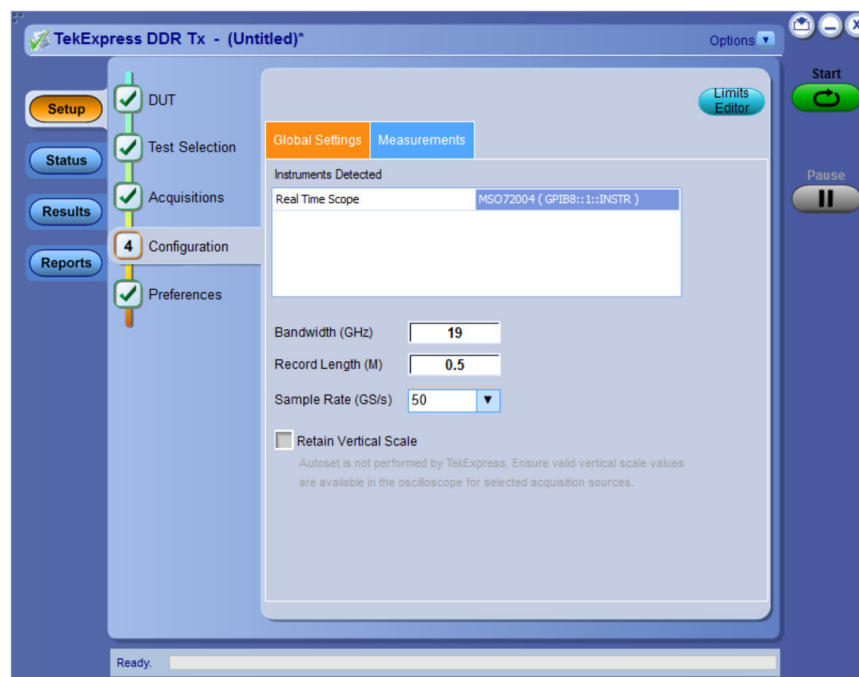 TekExpress DDR Tx - (Untitled)*
Options
Start
Pause
Setup
Status
Results
Reports
DUT
Test Selection
Acquisitions
4 Configuration
Preferences
Limits
Editor
Global Settings Measurements
Instruments Detected
Real Time Scope MSO72004 ( GPIB8::1::INSTR )
Bandwidth (GHz) 19
Record Length (M) 0.5
Sample Rate (GS/s) 50
Retain Vertical Scale
Autoset is not performed by TekExpress. Ensure valid vertical scale values
are available in the oscilloscope for selected acquisition sources.
Ready.